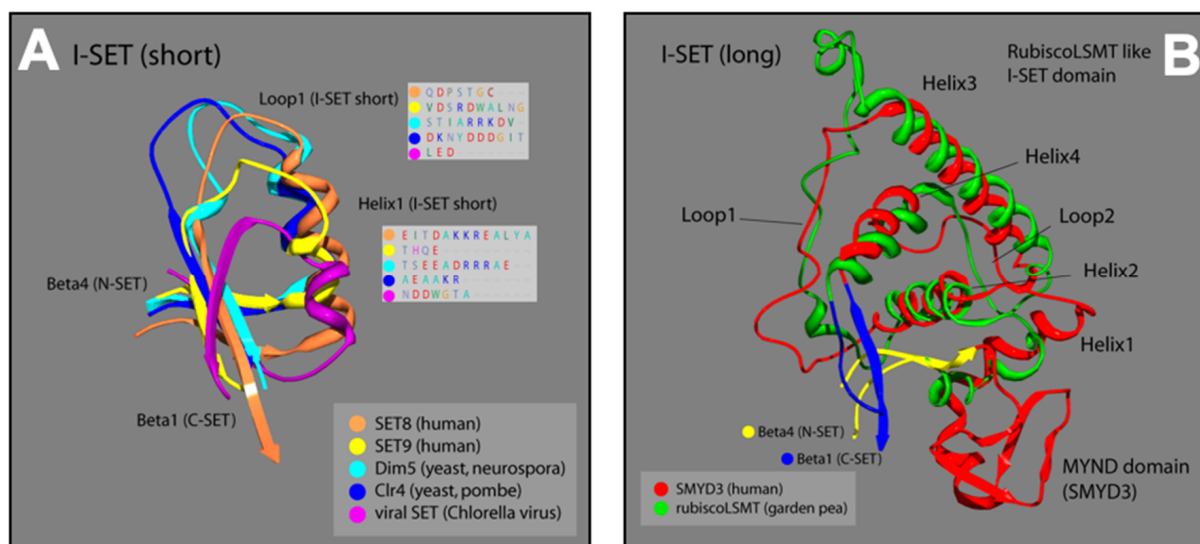 A
I-SET (short)
Loop1 (I-SET short)
Q D P S T G C - - -
V D S R D W A L N G
S T I A R R K D V -
D K N Y D D D G I T
L E D - - - - - - -
Helix1 (I-SET short)
E I T D A K K R E A L Y A
T H Q E - - - - - - - - -
T S E E A D R R R A E - -
A E A A K R - - - - - - -
N D D W G T A - - - - - -
Beta4 (N-SET)
Beta1 (C-SET)
SET8 (human)
SET9 (human)
Dim5 (yeast, neurospora)
Clr4 (yeast, pombe)
viral SET (Chlorella virus)
B
I-SET (long)
RubiscoLSMT like
I-SET domain
Helix3
Helix4
Loop1
Loop2
Helix2
Helix1
Beta4 (N-SET)
Beta1 (C-SET)
MYND domain
(SMYD3)
SMYD3 (human)
rubiscoLSMT (garden pea)